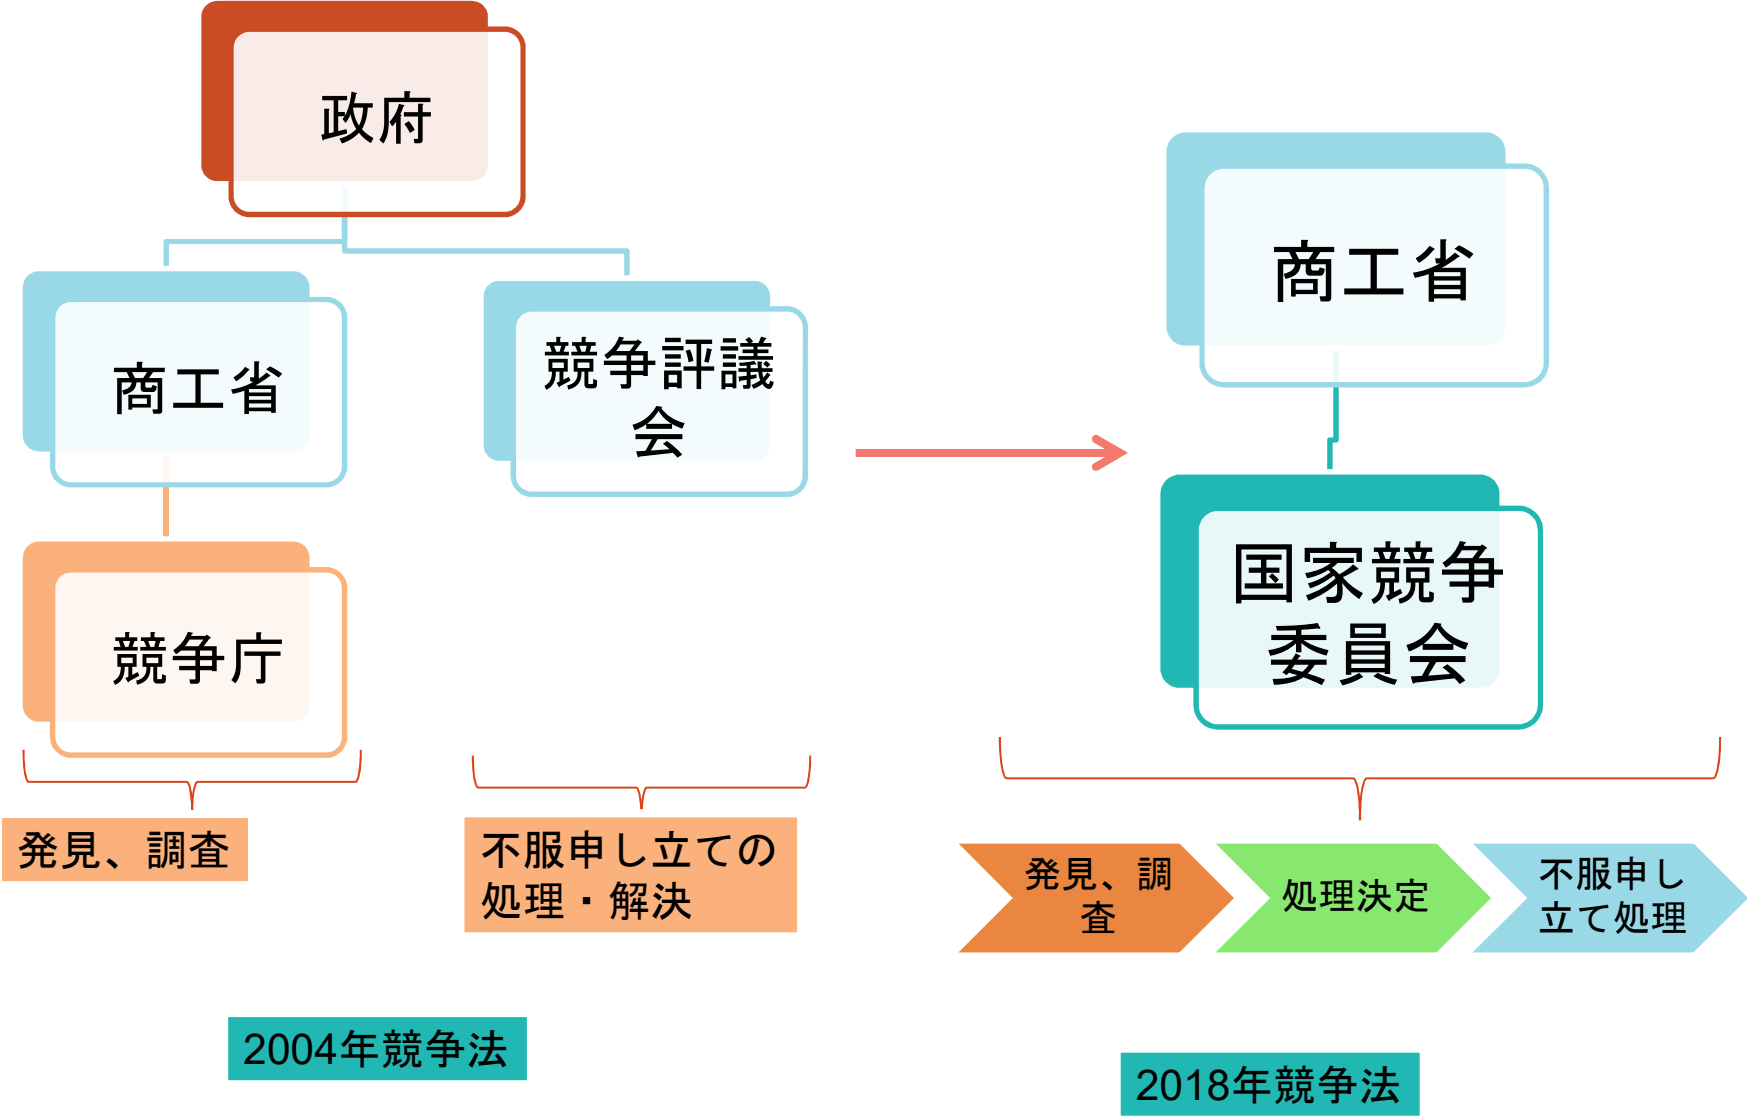 政府
商工省
競争評議
会
競争庁
発見、調査
不服申し立ての
処理・解決
2004年競争法
商工省
国家競争
委員会
発見、調
査
処理決定
不服申し
立て処理
2018年競争法